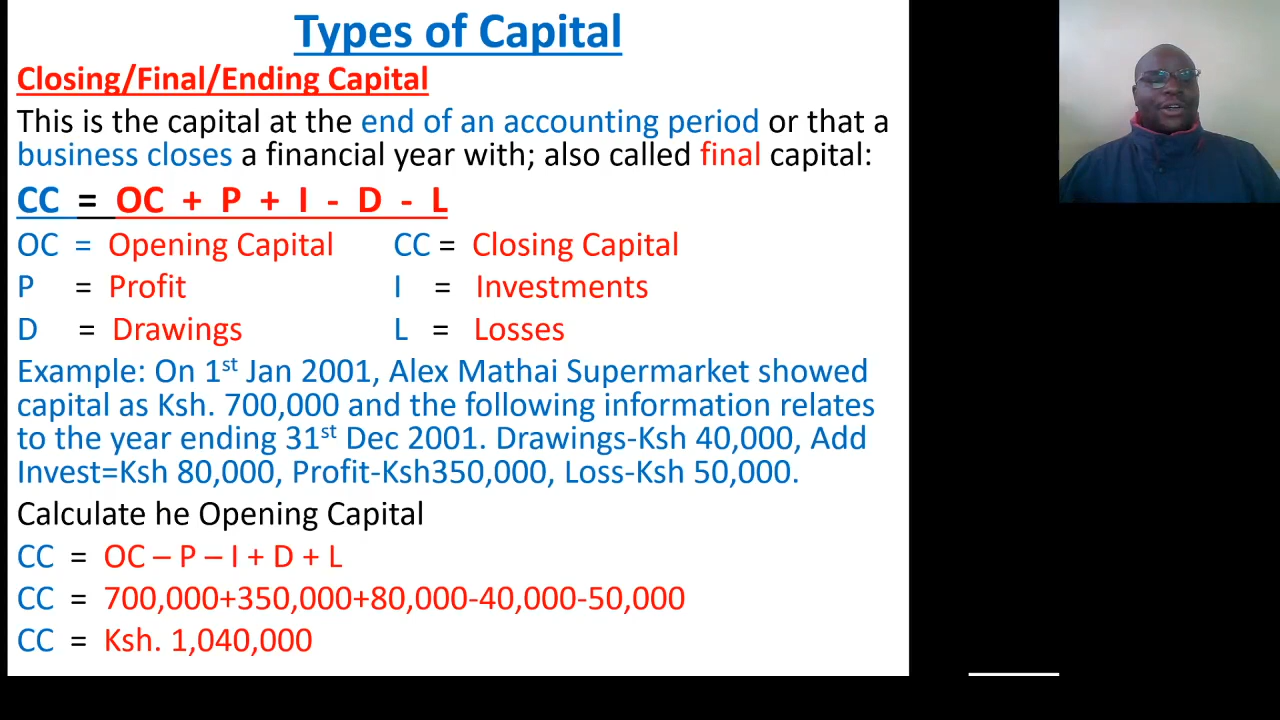 Types of Capital
Closing/Final/Ending Capital
This is the capital at the end of an accounting period or that a
business closes a financial year with; also called final capital:
CC = OC + P + I - D - L
OC = Opening Capital CC = Closing Capital
P = Profit I = Investments
D = Drawings L = Losses
Example: On 1st Jan 2001, Alex Mathai Supermarket showed
capital as Ksh. 700,000 and the following information relates
to the year ending 31st Dec 2001. Drawings-Ksh 40,000, Add
Invest=Ksh 80,000, Profit-Ksh350,000, Loss-Ksh 50,000.
Calculate he Opening Capital
CC = OC – P – I + D + L
CC = 700,000+350,000+80,000-40,000-50,000
CC = Ksh. 1,040,000